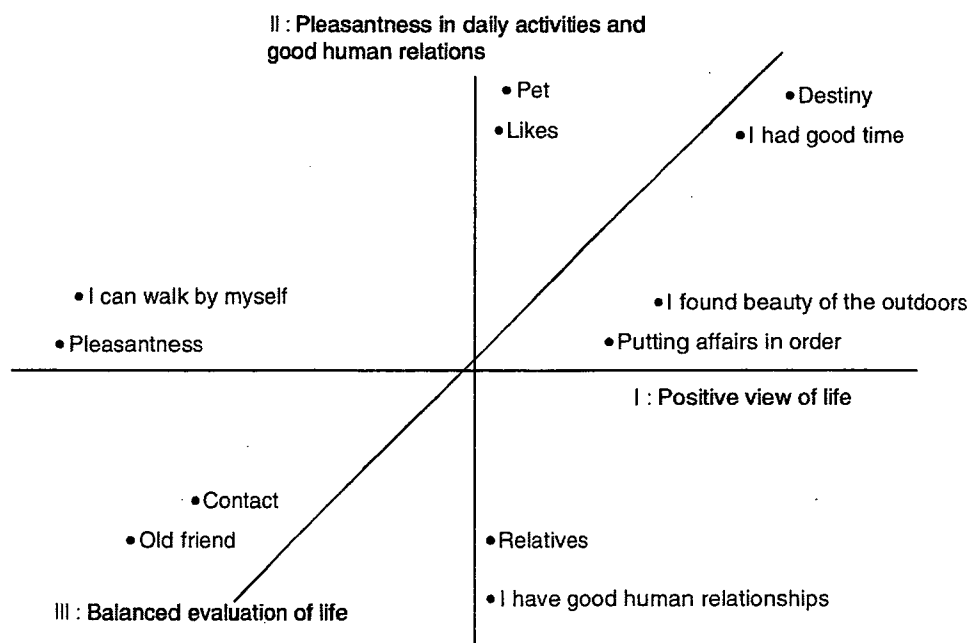 II : Pleasantness in daily activities and
good human relations
Pet
Destiny
Likes
I had good time
I can walk by myself
I found beauty of the outdoors
Pleasantness
Putting affairs in order
I : Positive view of life
Contact
Old friend
Relatives
III : Balanced evaluation of life
I have good human relationships